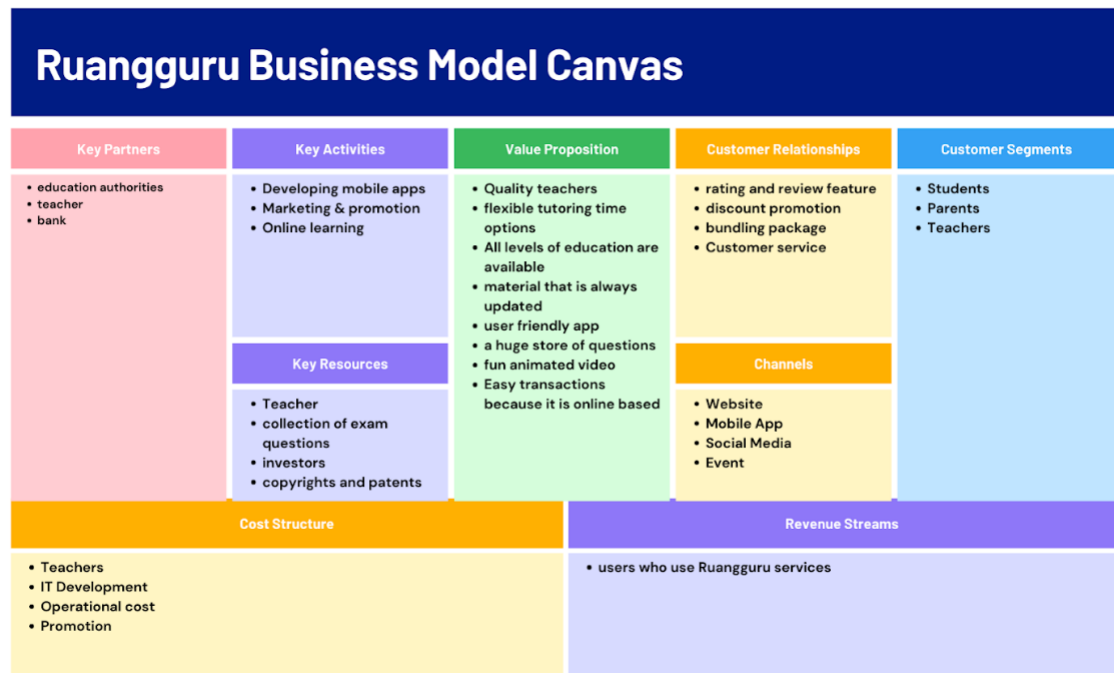 Ruangguru Business Model Canvas
Key Partners
• education authorities
• teacher
• bank
Key Activities
• Developing mobile apps
• Marketing & promotion
• Online learning
Key Resources
• Teacher
• collection of exam
questions
• investors
• copyrights and patents
Value Proposition
• Quality teachers
• flexible tutoring time
options
• All levels of education are
available
• material that is always
updated
• user friendly app
• a huge store of questions
• fun animated video
• Easy transactions
because it is online based
Customer Relationships
• rating and review feature
• discount promotion
• bundling package
• Customer service
Channels
• Website
• Mobile App
• Social Media
• Event
Customer Segments
• Students
• Parents
• Teachers
Cost Structure
• Teachers
• IT Development
• Operational cost
• Promotion
Revenue Streams
• users who use Ruangguru services